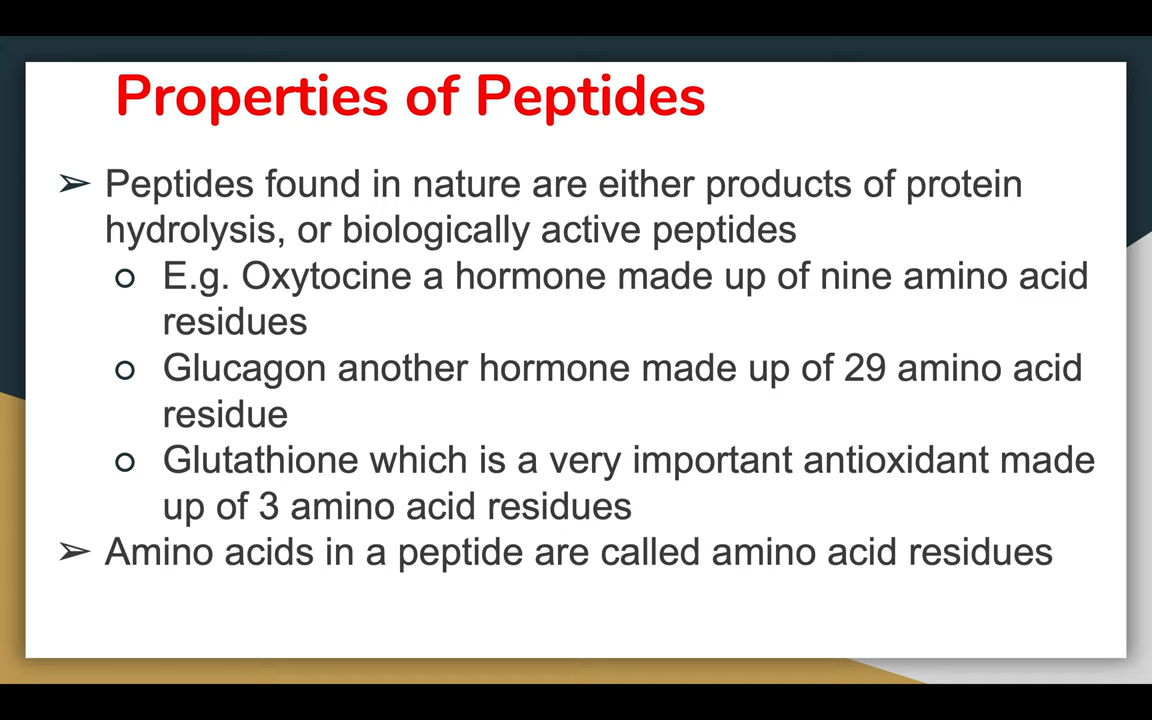 Properties of Peptides
➢ Peptides found in nature are either products of protein
hydrolysis, or biologically active peptides
○ E.g. Oxytocine a hormone made up of nine amino acid
residues
○ Glucagon another hormone made up of 29 amino acid
residue
○ Glutathione which is a very important antioxidant made
up of 3 amino acid residues
➢ Amino acids in a peptide are called amino acid residues